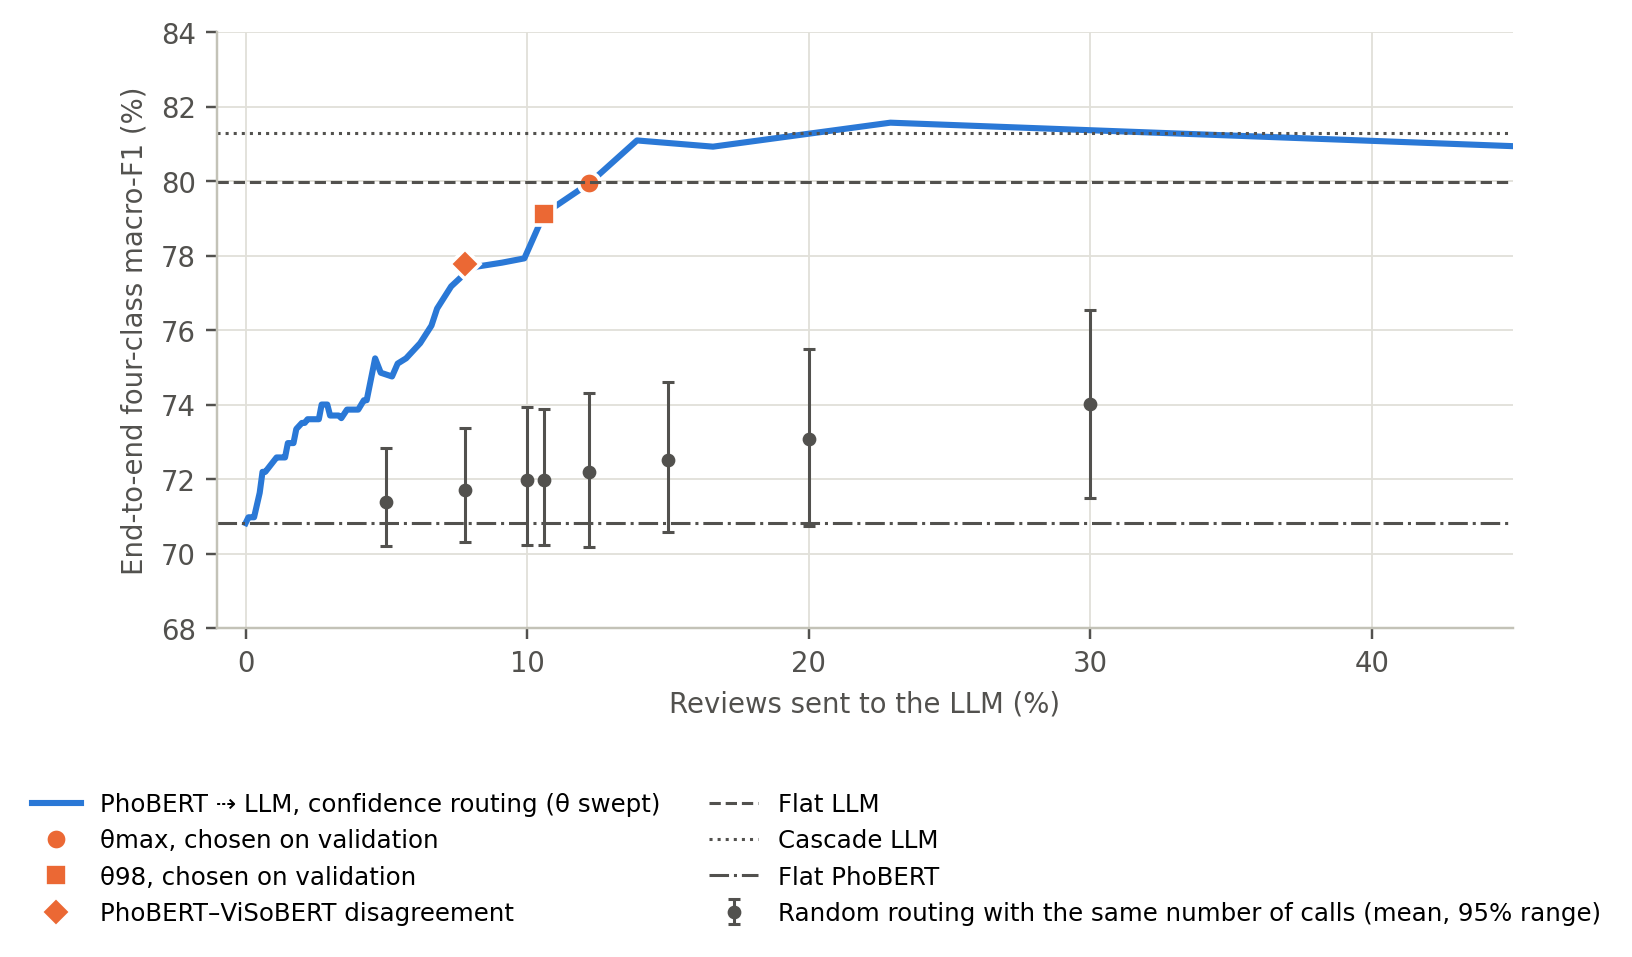 End-to-end four-class macro-F1 (%)
84
82
80
78
76
74
72
70
68
0 10 20 30 40
Reviews sent to the LLM (%)
PhoBERT ⇢ LLM, confidence routing (θ swept)
θmax, chosen on validation
θ98, chosen on validation
PhoBERT–ViSoBERT disagreement
Flat LLM
Cascade LLM
Flat PhoBERT
Random routing with the same number of calls (mean, 95% range)